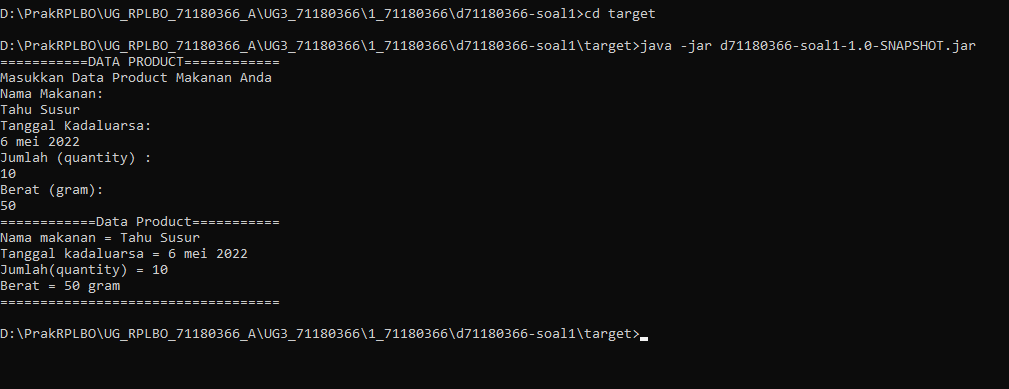 D:\PrakRPLBO\UG_RPLBO_71180366_A\UG3_71180366\1_71180366\d71180366-soal1>cd target
D:\PrakRPLBO\UG_RPLBO_71180366_A\UG3_71180366\1_71180366\d71180366-soal1\target>java -jar d71180366-soal1-1.0-SNAPSHOT.jar
===========DATA PRODUCT============
Masukkan Data Product Makanan Anda
Nama Makanan:
Tahu Susur
Tanggal Kadaluarsa:
6 mei 2022
Jumlah (quantity) :
10
Berat (gram):
50
============Data Product===========
Nama makanan = Tahu Susur
Tanggal kadaluarsa = 6 mei 2022
Jumlah(quantity) = 10
Berat = 50 gram
===================================
D:\PrakRPLBO\UG_RPLBO_71180366_A\UG3_71180366\1_71180366\d71180366-soal1\target>